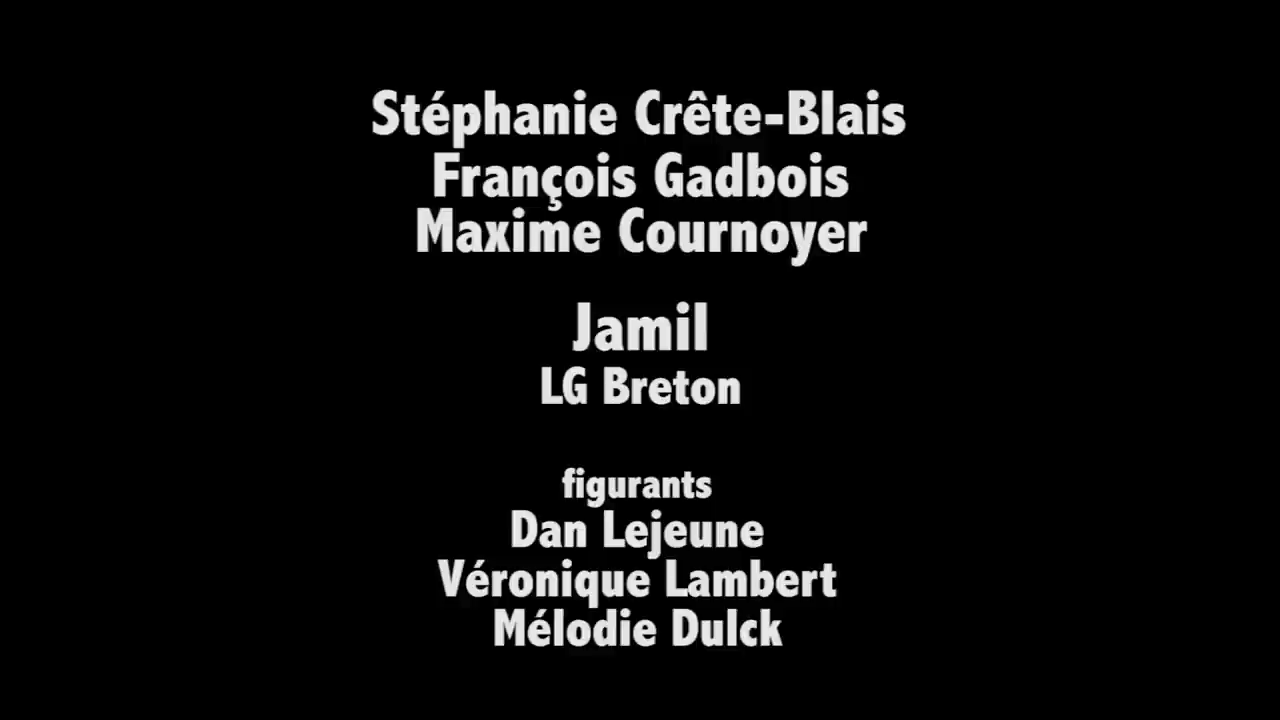 Stéphanie Crête-Blais
François Gadbois
Maxime Cournoyer
Jamil
LG Breton
figurants
Dan Lejeune
Véronique Lambert
Mélodie Dulck